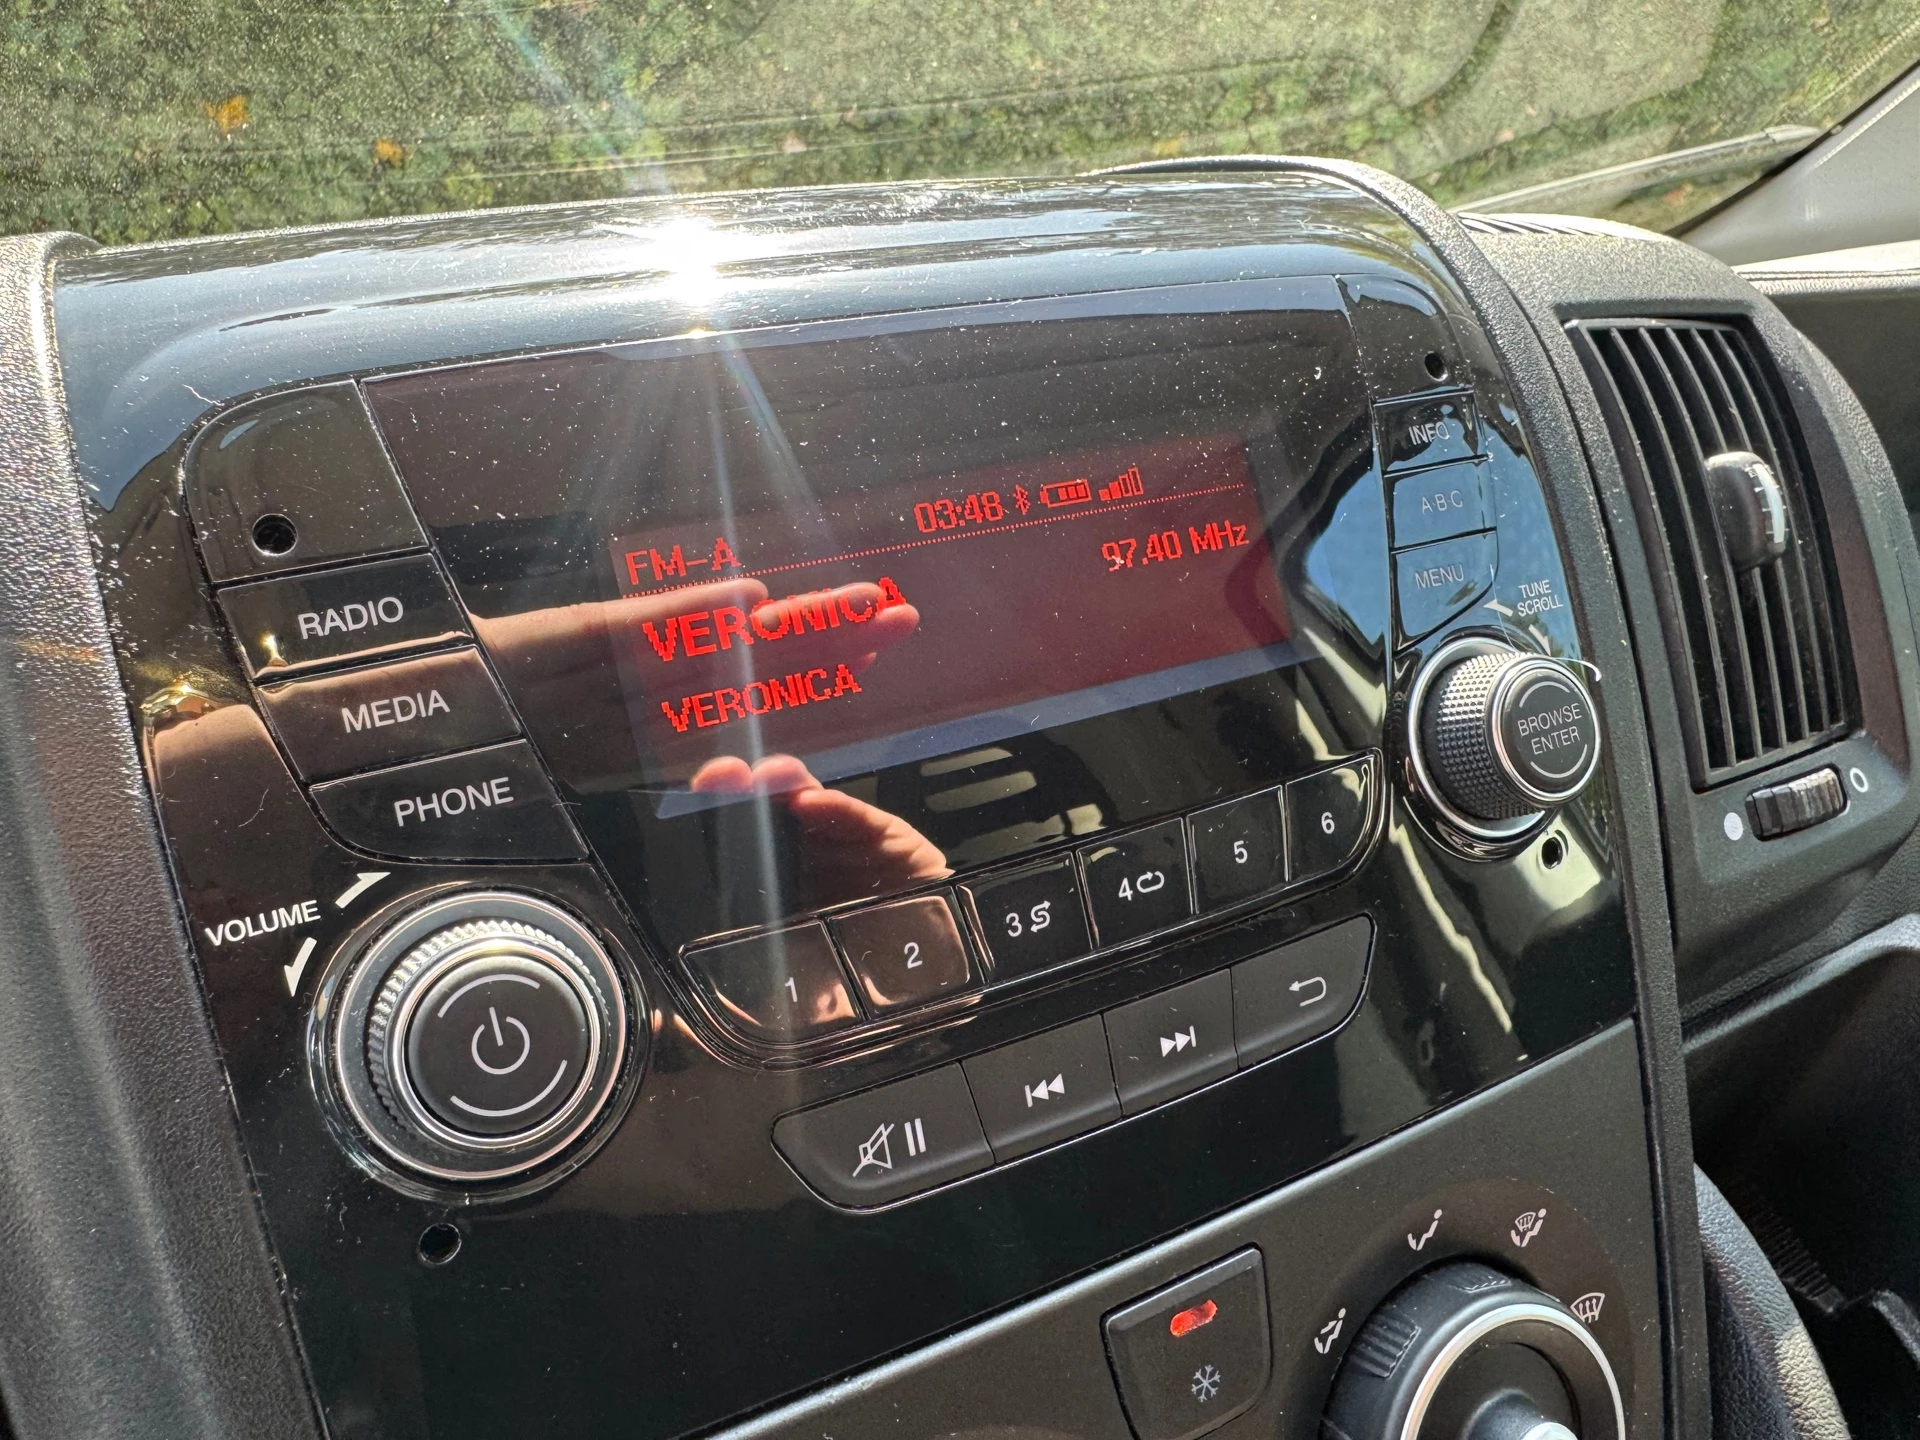 03:48
FM-A
97.40 MHz
VERONICA
VERONICA
INFO
A·B·C
MENU
TUNE
SCROLL
BROWSE
ENTER
RADIO
MEDIA
PHONE
VOLUME
1
2
3
4
5
6
O